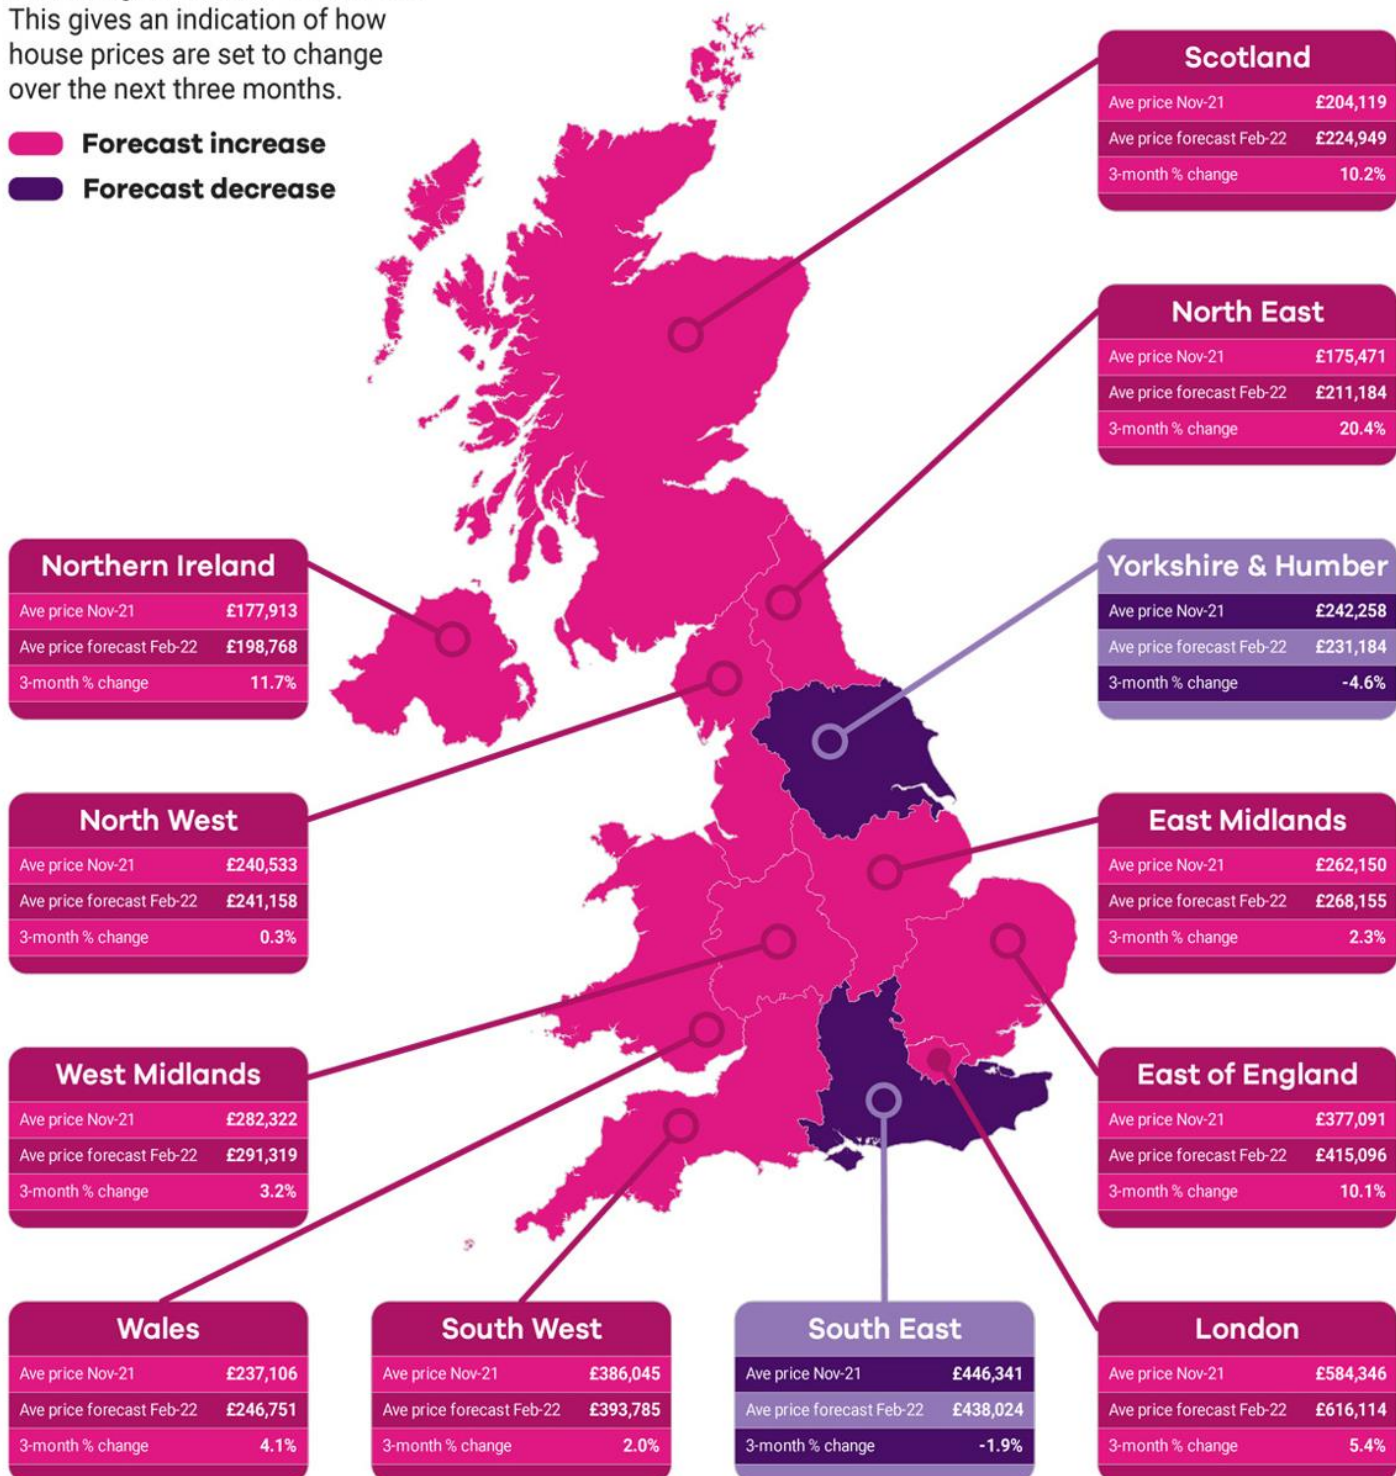 This gives an indication of how
house prices are set to change
over the next three months.
Forecast increase
Forecast decrease
Scotland
Ave price Nov-21 £204,119
Ave price forecast Feb-22 £224,949
3-month % change 10.2%
North East
Ave price Nov-21 £175,471
Ave price forecast Feb-22 £211,184
3-month % change 20.4%
Northern Ireland
Ave price Nov-21 £177,913
Ave price forecast Feb-22 £198,768
3-month % change 11.7%
Yorkshire & Humber
Ave price Nov-21 £242,258
Ave price forecast Feb-22 £231,184
3-month % change -4.6%
North West
Ave price Nov-21 £240,533
Ave price forecast Feb-22 £241,158
3-month % change 0.3%
East Midlands
Ave price Nov-21 £262,150
Ave price forecast Feb-22 £268,155
3-month % change 2.3%
West Midlands
Ave price Nov-21 £282,322
Ave price forecast Feb-22 £291,319
3-month % change 3.2%
East of England
Ave price Nov-21 £377,091
Ave price forecast Feb-22 £415,096
3-month % change 10.1%
Wales
Ave price Nov-21 £237,106
Ave price forecast Feb-22 £246,751
3-month % change 4.1%
South West
Ave price Nov-21 £386,045
Ave price forecast Feb-22 £393,785
3-month % change 2.0%
South East
Ave price Nov-21 £446,341
Ave price forecast Feb-22 £438,024
3-month % change -1.9%
London
Ave price Nov-21 £584,346
Ave price forecast Feb-22 £616,114
3-month % change 5.4%